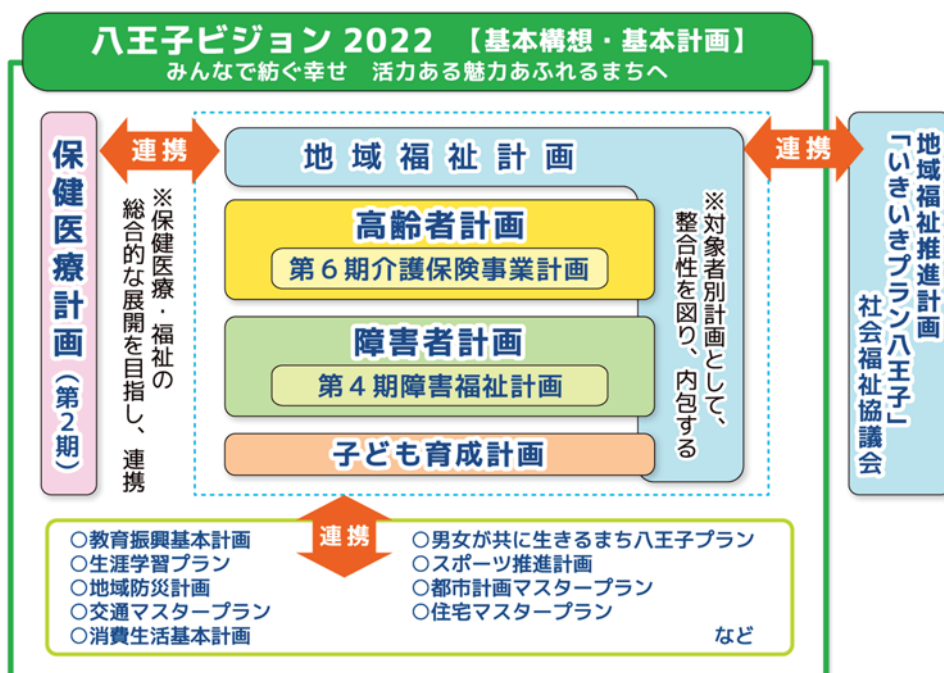 八王子ビジョン 2022 【基本構想・基本計画】
みんなで紡ぐ幸せ 活力ある魅力あふれるまちへ
保健医療計画（第2期）
連携
※保健医療・福祉の
総合的な展開を目指し、連携
地域福祉計画
高齢者計画
第6期介護保険事業計画
障害者計画
第4期障害福祉計画
子ども育成計画
※対象者別計画として、
整合性を図り、内包する
連携
地域福祉推進計画
「いきいきプラン八王子」
社会福祉協議会
連携
○教育振興基本計画
○生涯学習プラン
○地域防災計画
○交通マスタープラン
○消費生活基本計画
○男女が共に生きるまち八王子プラン
○スポーツ推進計画
○都市計画マスタープラン
○住宅マスタープラン
など